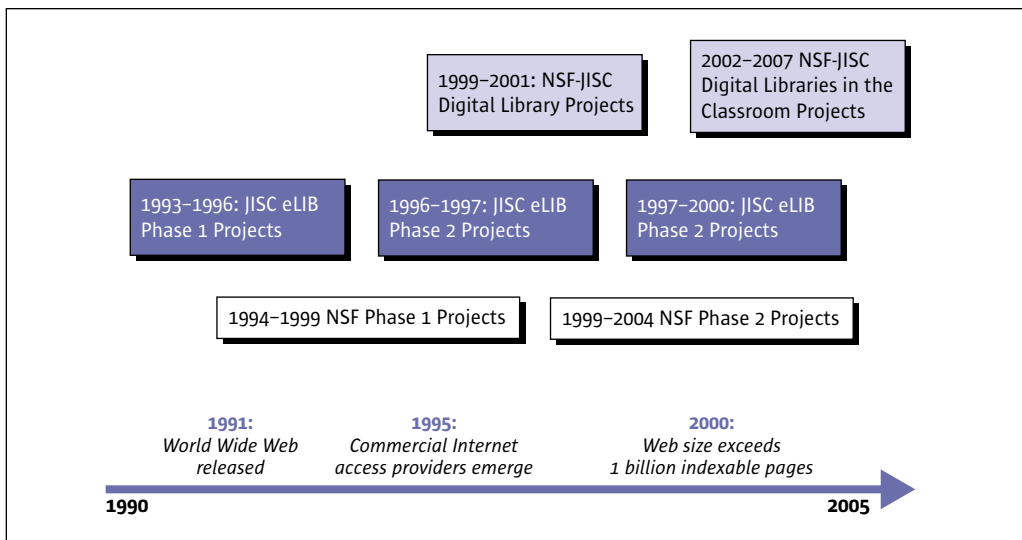 1999–2001: NSF-JISC
Digital Library Projects
2002–2007 NSF-JISC
Digital Libraries in the
Classroom Projects
1993–1996: JISC eLIB
Phase 1 Projects
1996–1997: JISC eLIB
Phase 2 Projects
1997–2000: JISC eLIB
Phase 2 Projects
1994–1999 NSF Phase 1 Projects
1999–2004 NSF Phase 2 Projects
1991:
World Wide Web
released
1995:
Commercial Internet
access providers emerge
2000:
Web size exceeds
1 billion indexable pages
1990
2005